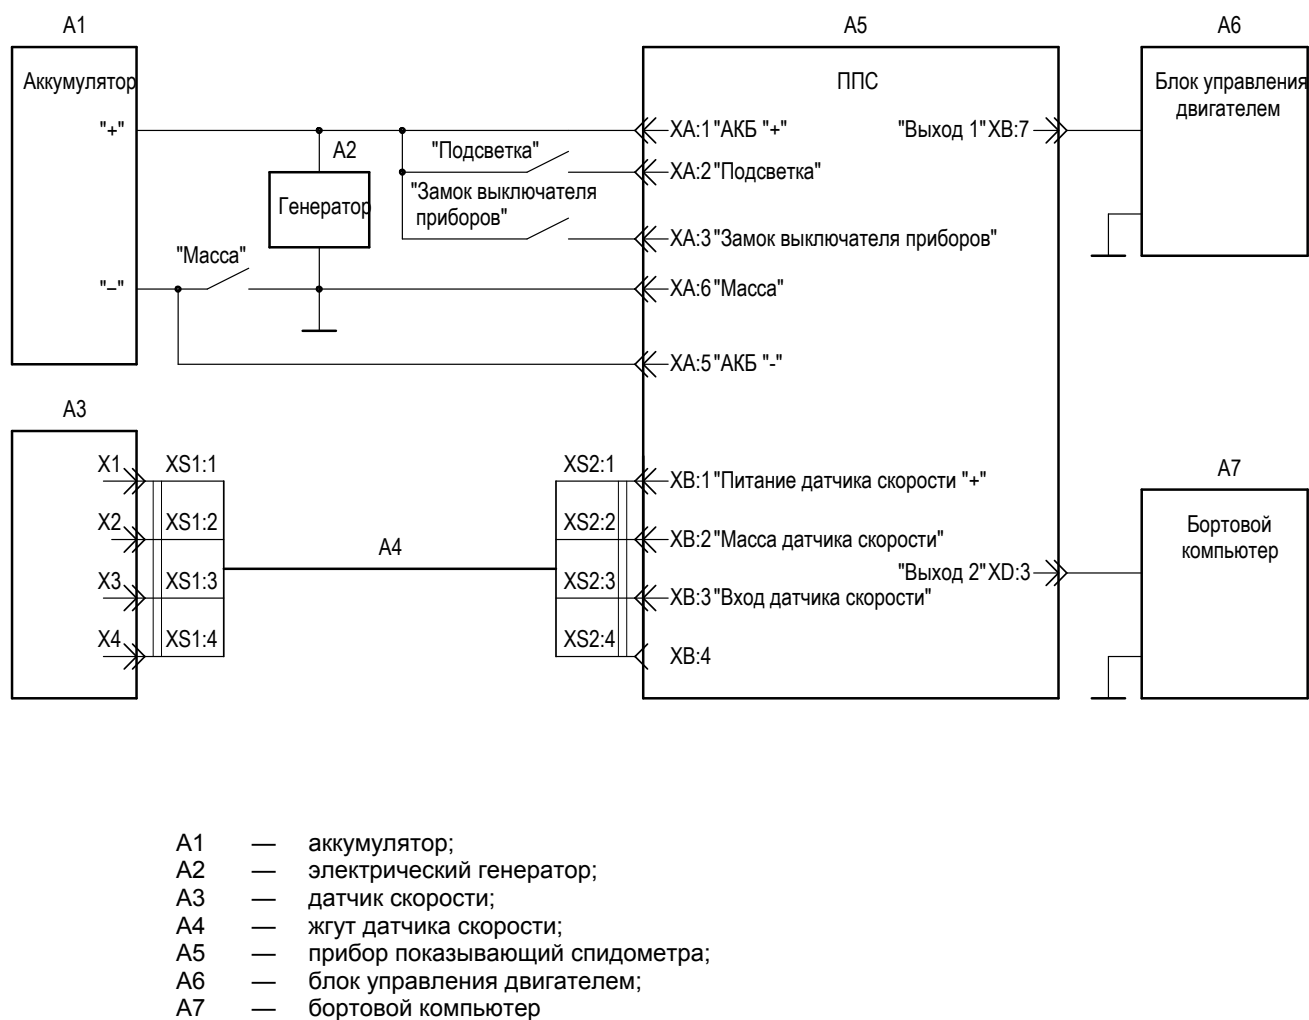 A1
A5
A6
Аккумулятор
"+"
"–"
"Масса"
A2
Генератор
"Подсветка"
"Замок выключателя
приборов"
ППС
XA:1 "АКБ "+"
XA:2 "Подсветка"
XA:3 "Замок выключателя приборов"
XA:6 "Масса"
XA:5 "АКБ "-"
"Выход 1" XB:7
Блок управления
двигателем
A3
X1
XS1:1
X2
XS1:2
X3
XS1:3
X4
XS1:4
A4
XS2:1
XS2:2
XS2:3
XS2:4
XB:1 "Питание датчика скорости "+"
XB:2 "Масса датчика скорости"
"Выход 2" XD:3
XB:3 "Вход датчика скорости"
XB:4
A7
Бортовой
компьютер
A1 — аккумулятор;
A2 — электрический генератор;
A3 — датчик скорости;
A4 — жгут датчика скорости;
A5 — прибор показывающий спидометра;
A6 — блок управления двигателем;
A7 — бортовой компьютер